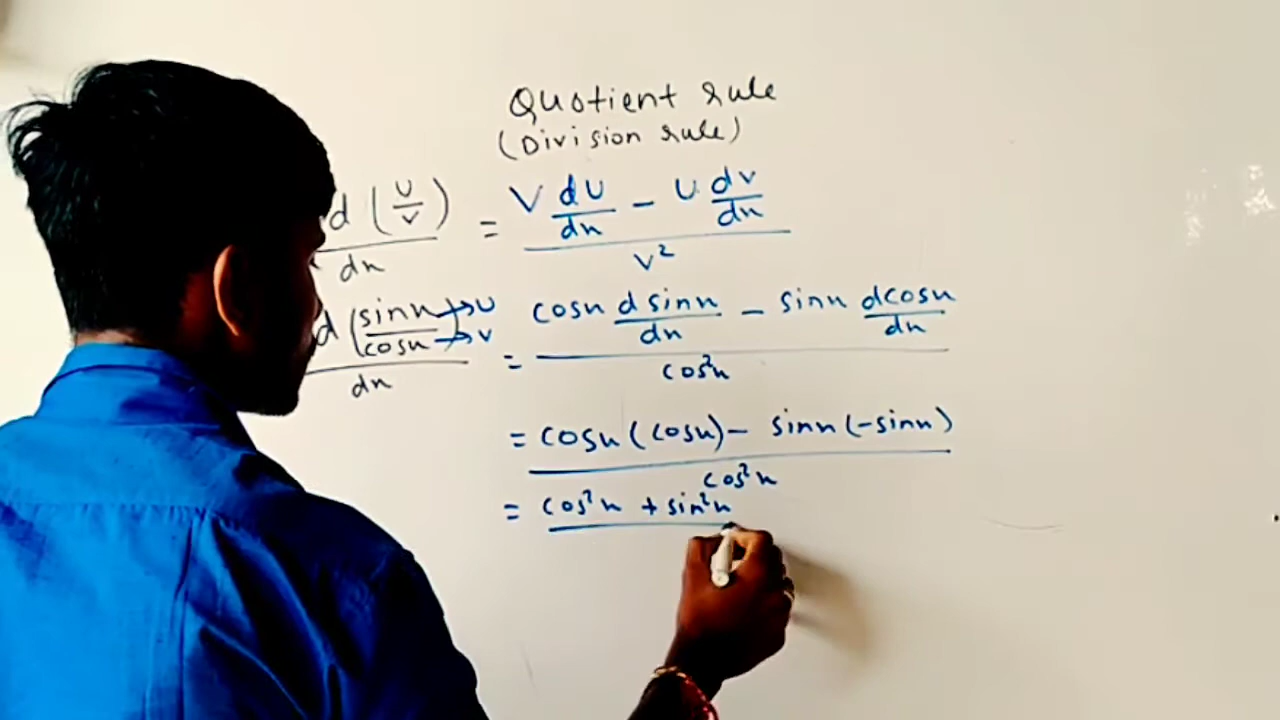 Quotient rule
(Division rule)
d (u/v) / dx = (v du/dx - u dv/dx) / v²
d (sinx → u / cosx → v) / dx = (cosx d sinx/dx - sinx dcosx/dx) / cos²x
= cosx (cosx) - sinx (-sinx) / cos²x
= cos²x + sin²x